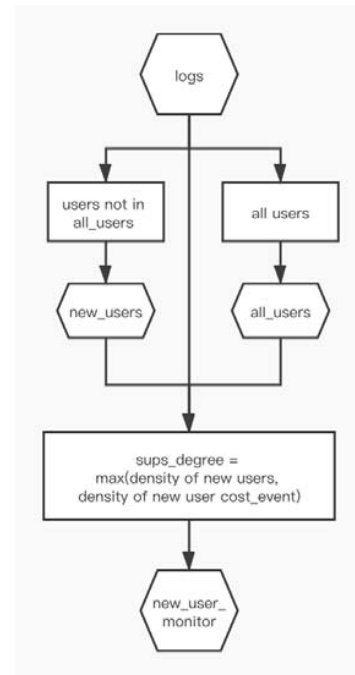 logs
users not in
all_users
all users
new_users
all_users
sups_degree =
max(density of new users,
density of new user cost_event)
new_user_
monitor